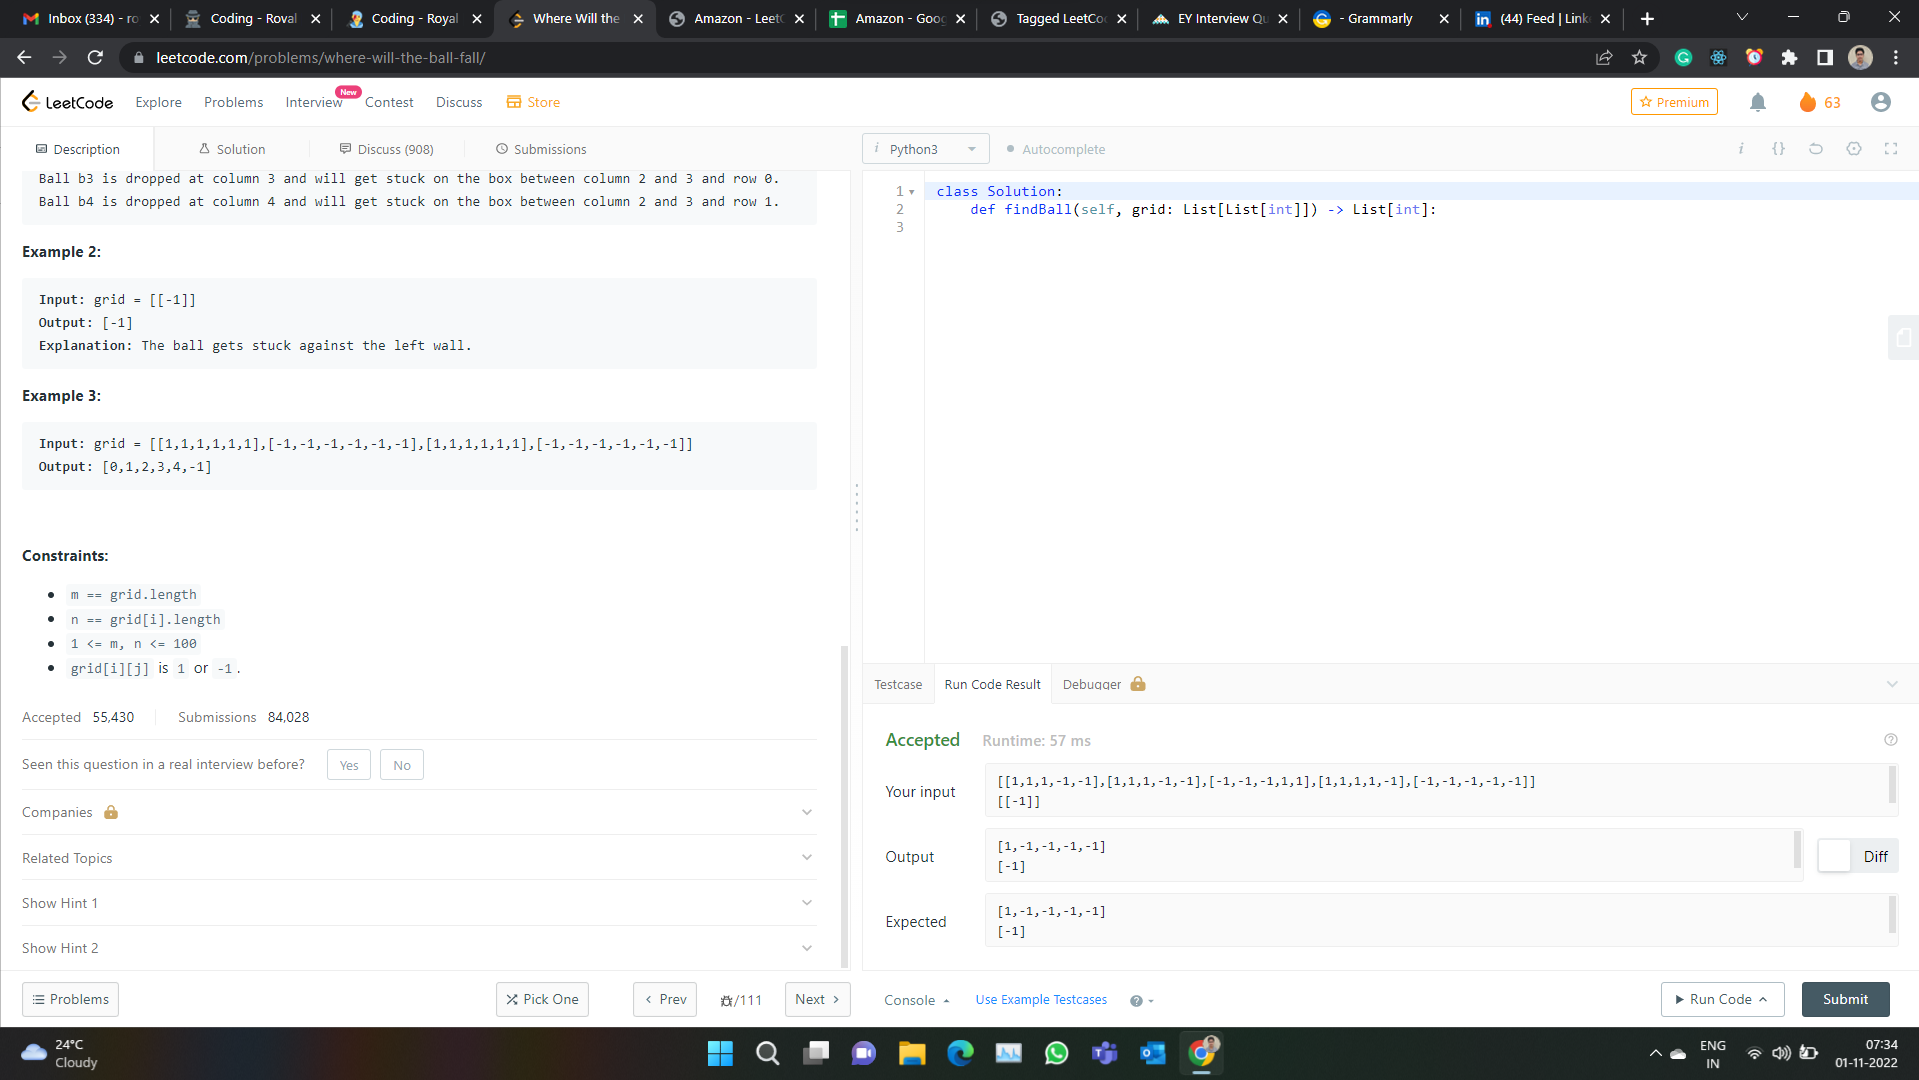 Inbox (334) - ro
Coding - Royal
Coding - Royal
Where Will the
Amazon - LeetC
Amazon - Goog
Tagged LeetCo
EY Interview Qu
- Grammarly
(44) Feed | Link
leetcode.com/problems/where-will-the-ball-fall/
LeetCode
Explore
Problems
Interview
New
Contest
Discuss
Store
Premium
63
Description
Solution
Discuss (908)
Submissions
Python3
Autocomplete
Ball b3 is dropped at column 3 and will get stuck on the box between column 2 and 3 and row 0.
Ball b4 is dropped at column 4 and will get stuck on the box between column 2 and 3 and row 1.
Example 2:
Input: grid = [[-1]]
Output: [-1]
Explanation: The ball gets stuck against the left wall.
Example 3:
Input: grid = [[1,1,1,1,1,1],[-1,-1,-1,-1,-1,-1],[1,1,1,1,1,1],[-1,-1,-1,-1,-1,-1]]
Output: [0,1,2,3,4,-1]
Constraints:
m == grid.length
n == grid[i].length
1 <= m, n <= 100
grid[i][j] is 1 or -1.
Accepted 55,430
Submissions 84,028
Seen this question in a real interview before?
Yes
No
Companies
Related Topics
Show Hint 1
Show Hint 2
Problems
Pick One
Prev
/111
Next
1 class Solution:
2 def findBall(self, grid: List[List[int]]) -> List[int]:
3
Testcase
Run Code Result
Debugger
Accepted
Runtime: 57 ms
Your input
[[1,1,1,-1,-1],[1,1,1,-1,-1],[-1,-1,-1,1,1],[1,1,1,1,-1],[-1,-1,-1,-1,-1]]
[[-1]]
Output
[1,-1,-1,-1,-1]
[-1]
Diff
Expected
[1,-1,-1,-1,-1]
[-1]
Console
Use Example Testcases
Run Code
Submit
24°C
Cloudy
ENG
IN
07:34
01-11-2022